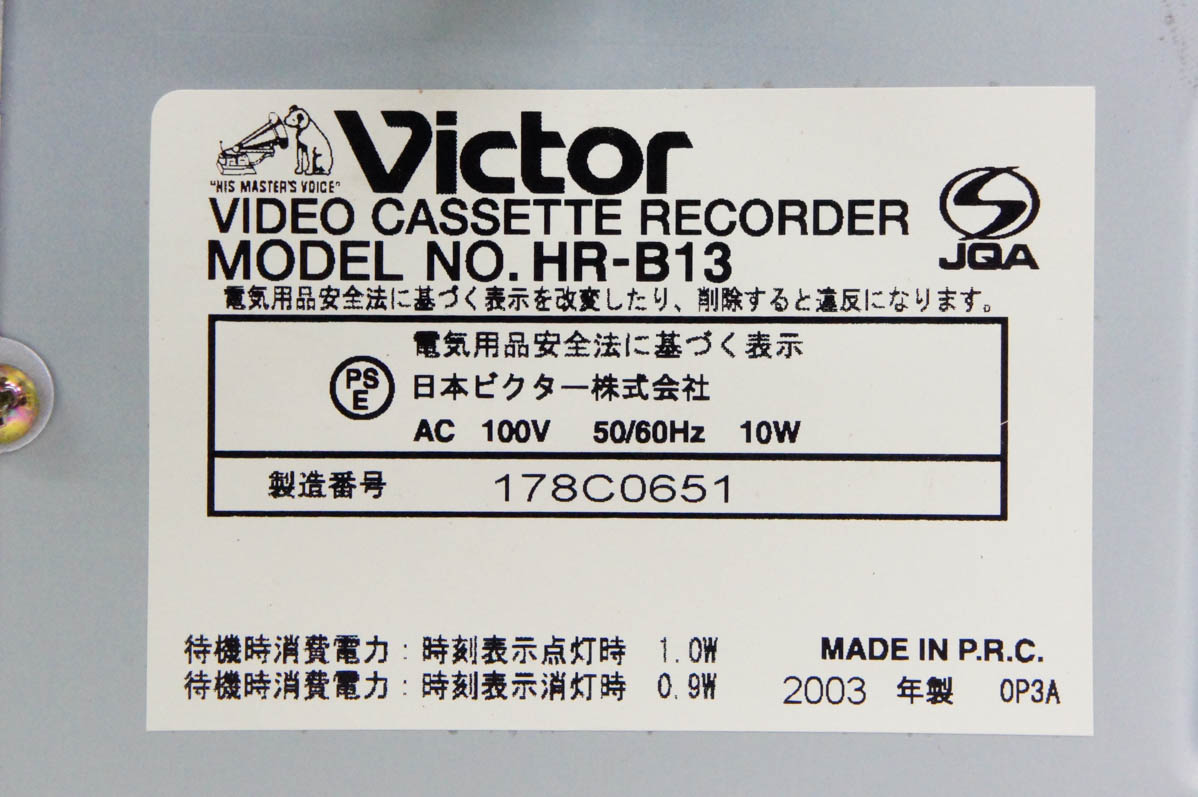 Victor
"HIS MASTER'S VOICE"
VIDEO CASSETTE RECORDER
MODEL NO. HR-B13
JQA
電気用品安全法に基づく表示を改変したり、削除すると違反になります。
電気用品安全法に基づく表示
PS
E
日本ビクター株式会社
AC 100V 50/60Hz 10W
製造番号 178C0651
待機時消費電力：時刻表示点灯時 1.0W
待機時消費電力：時刻表示消灯時 0.9W
MADE IN P.R.C.
2003 年製 0P3A